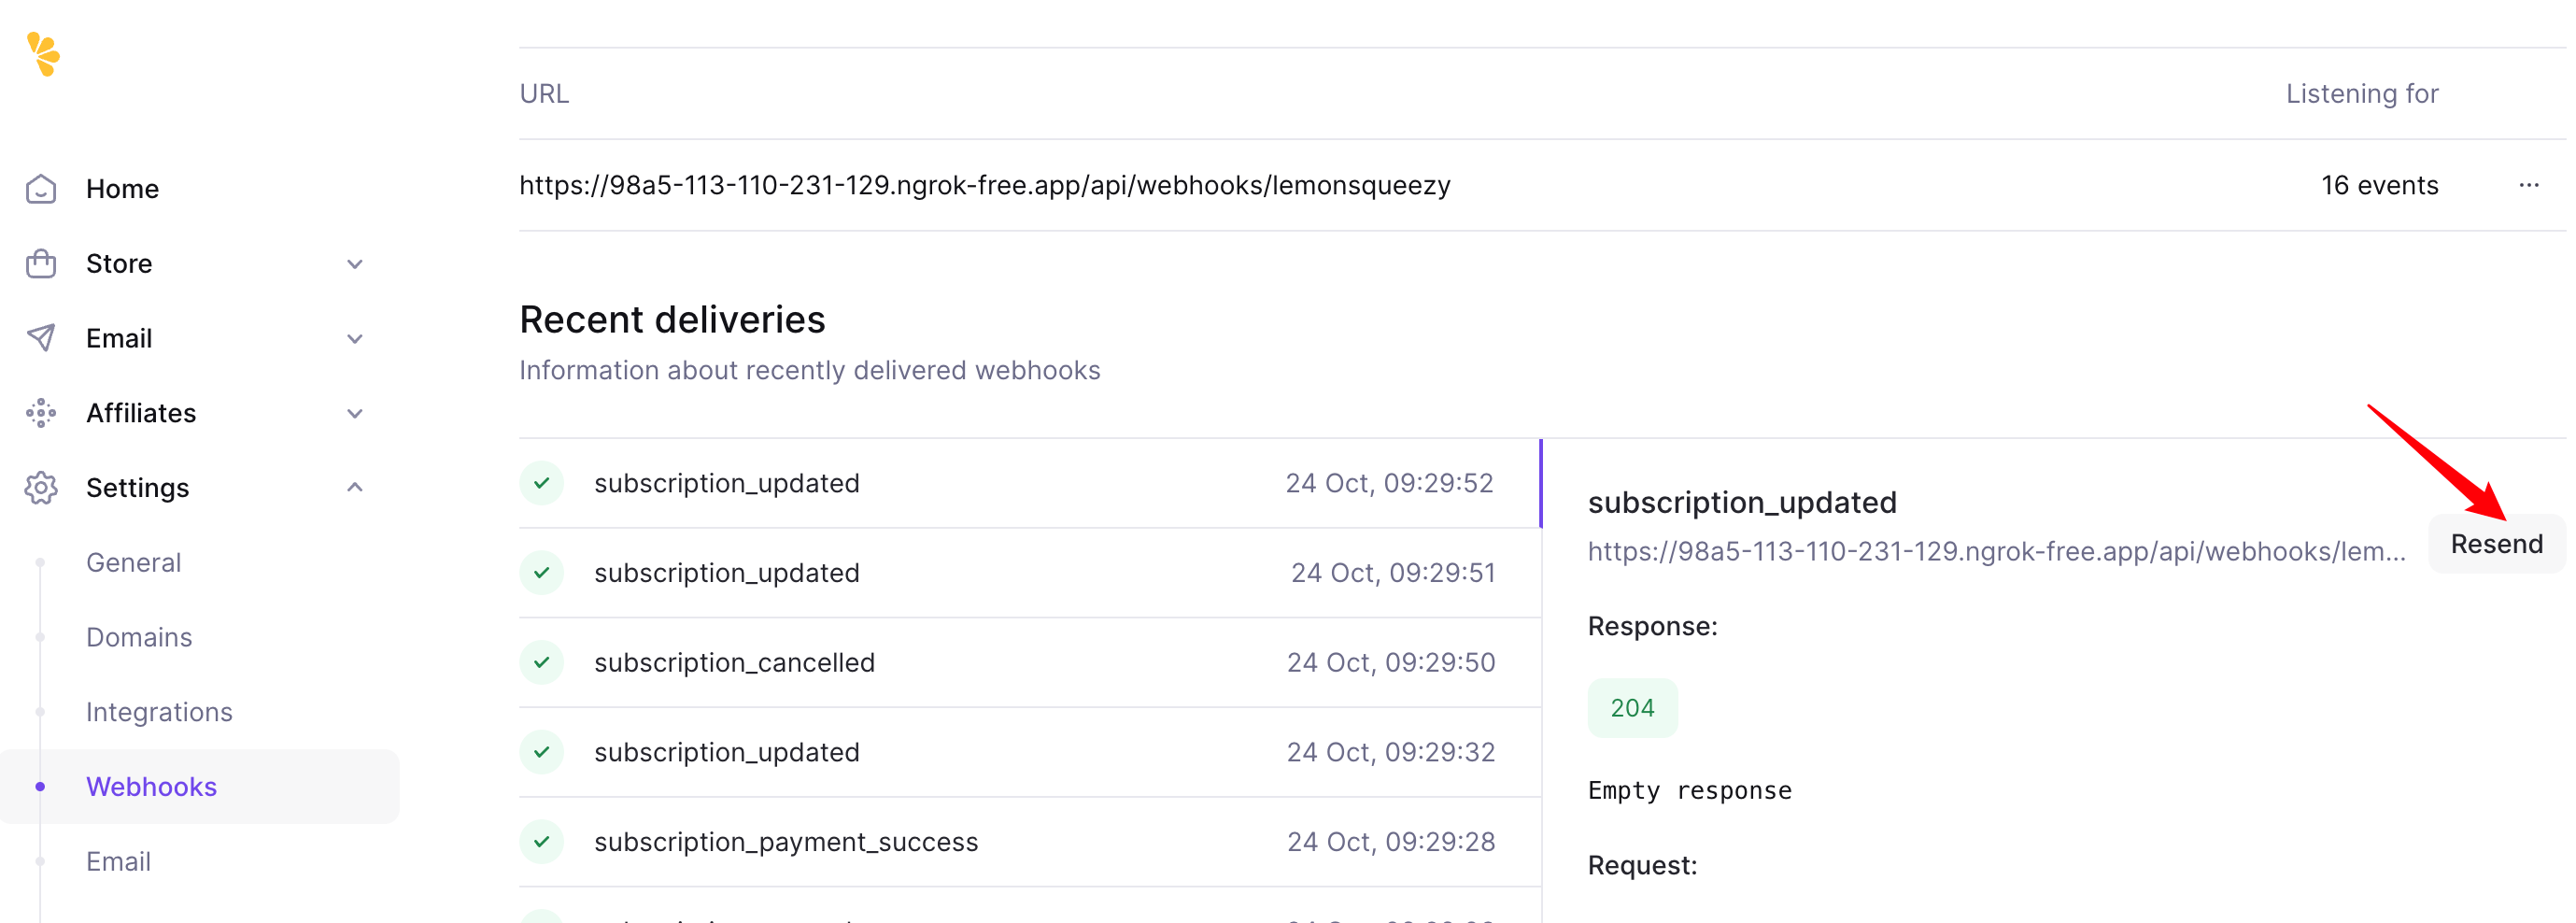 URL
Listening for
https://98a5-113-110-231-129.ngrok-free.app/api/webhooks/lemonsqueezy
16 events
Home
Store
Email
Affiliates
Settings
General
Domains
Integrations
Webhooks
Email
Recent deliveries
Information about recently delivered webhooks
subscription_updated
24 Oct, 09:29:52
subscription_updated
24 Oct, 09:29:51
subscription_cancelled
24 Oct, 09:29:50
subscription_updated
24 Oct, 09:29:32
subscription_payment_success
24 Oct, 09:29:28
subscription_updated
https://98a5-113-110-231-129.ngrok-free.app/api/webhooks/lem...
Resend
Response:
204
Empty response
Request: